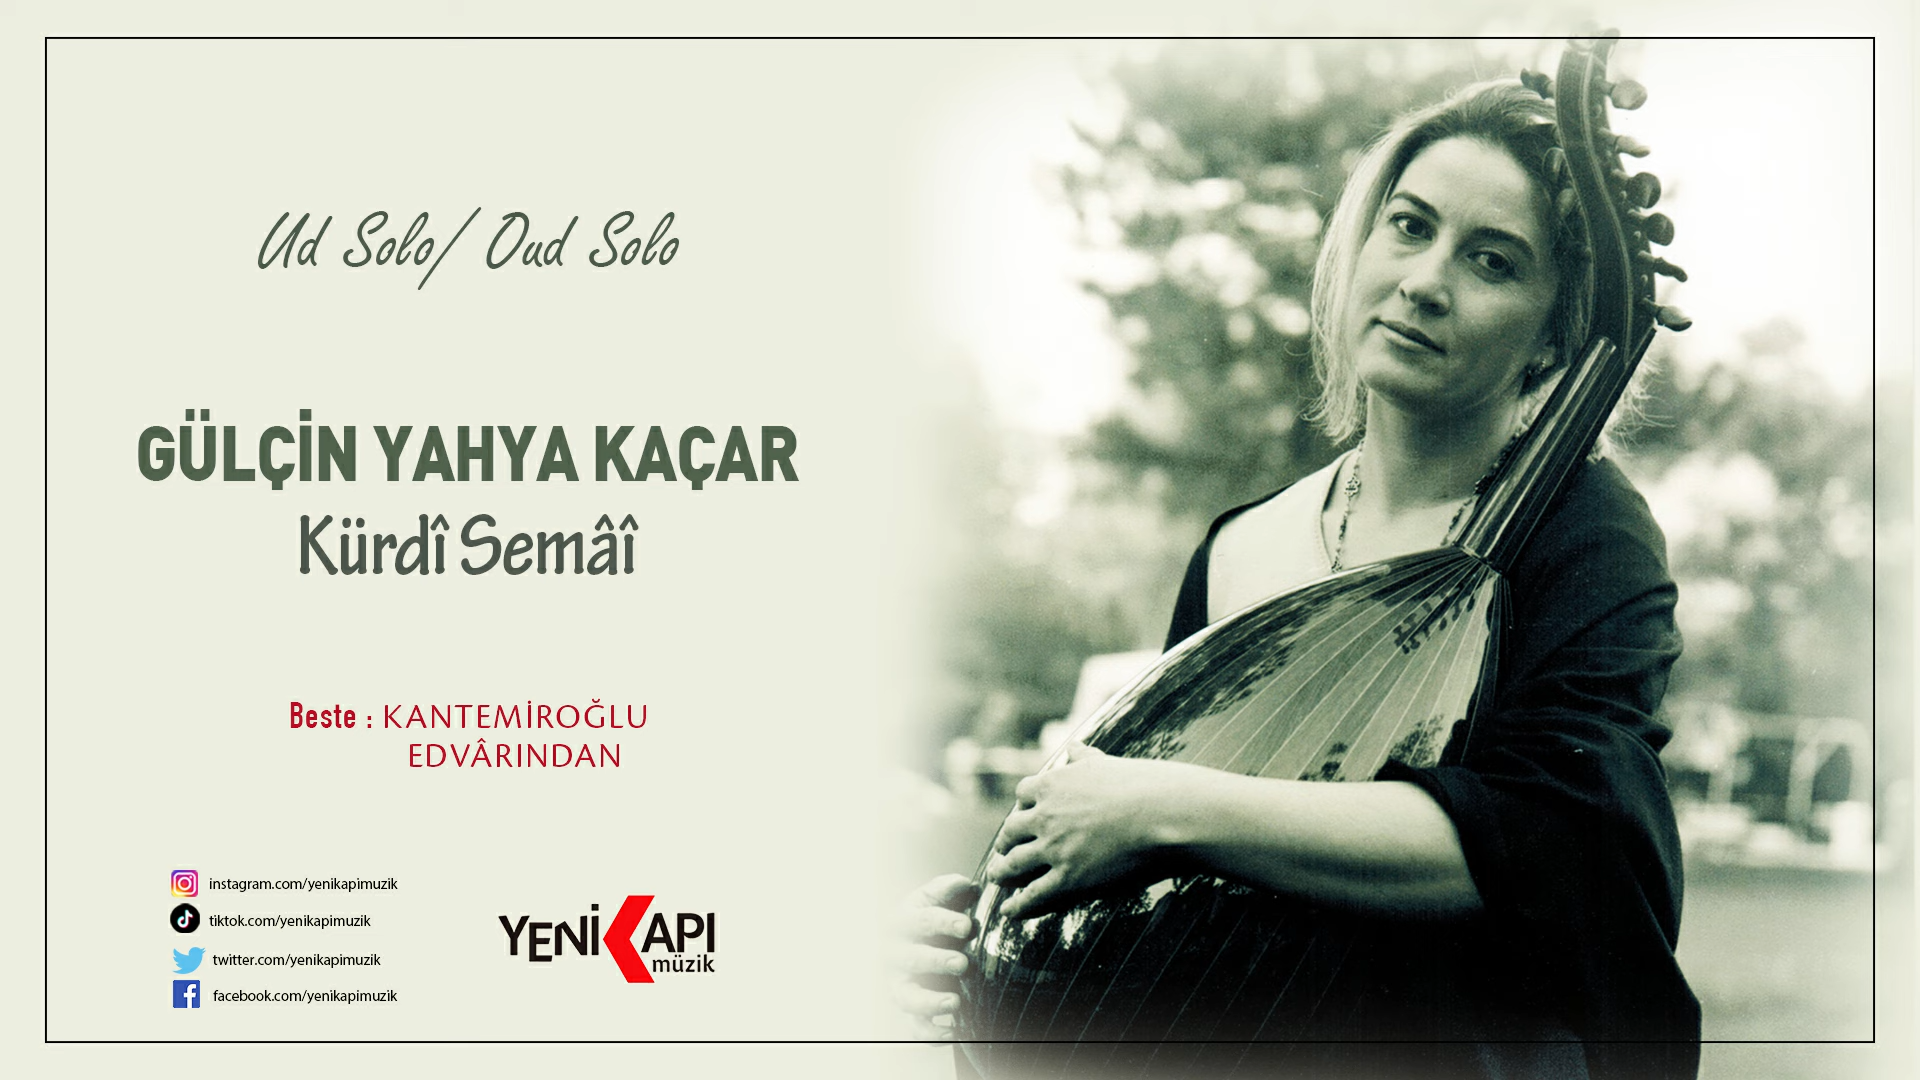 Ud Solo/ Oud Solo
GÜLÇİN YAHYA KAÇAR
Kürdî Semâî
Beste : KANTEMİROĞLU
EDVÂRINDAN
instagram.com/yenikapimuzik
tiktok.com/yenikapimuzik
twitter.com/yenikapimuzik
facebook.com/yenikapimuzik
YENİKAPI
müzik